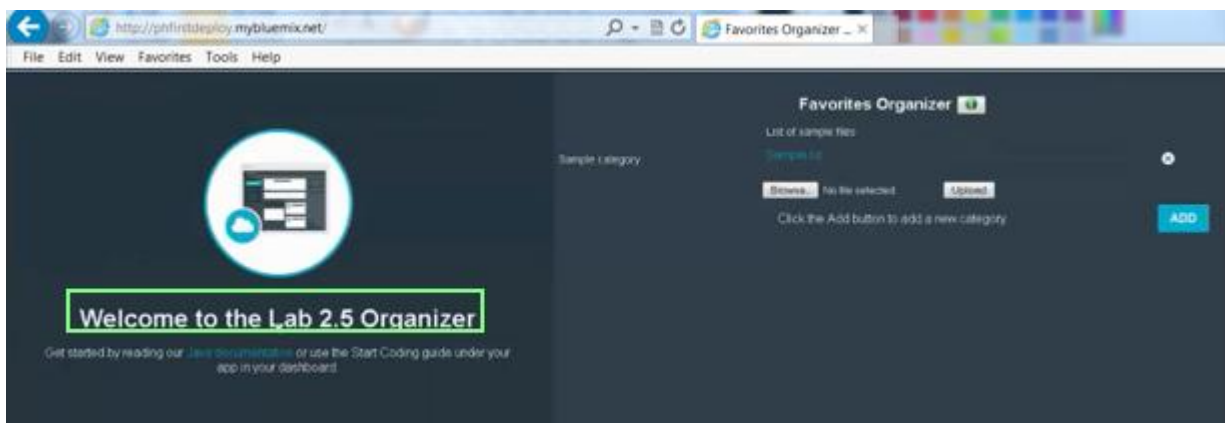 http://phfirstdeploy.mybluemix.net/
Favorites Organizer ...
File Edit View Favorites Tools Help
Favorites Organizer
List of sample files
Sample category
Browse... No file selected. Upload
Click the Add button to add a new category.
ADD
Welcome to the Lab 2.5 Organizer
Get started by reading our Java documentation or use the Start Coding guide under your
app in your dashboard.